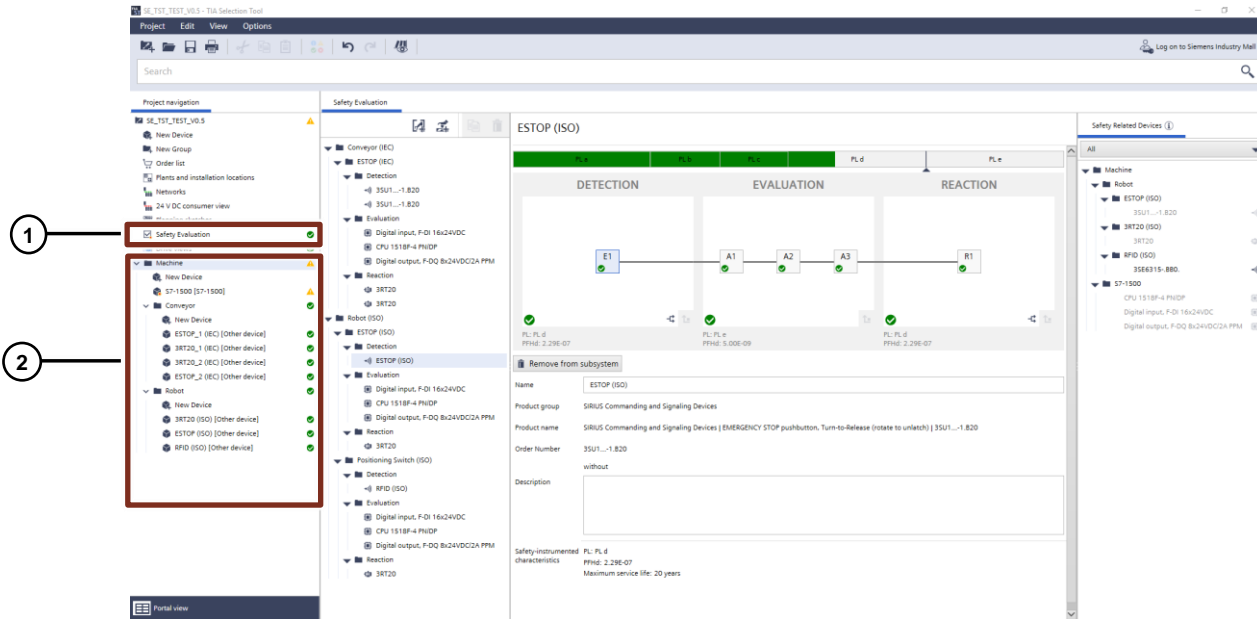 SE_TST_TEST_V0.5 - TIA Selection Tool
Project Edit View Options
Log on to Siemens Industry Mall
Search
Project navigation
SE_TST_TEST_V0.5
New Device
New Group
Order list
Plants and installation locations
Networks
24 V DC consumer view
1
Safety Evaluation
2
Machine
New Device
S7-1500 [S7-1500]
Conveyor
New Device
ESTOP_1 (IEC) [Other device]
3RT20_1 (IEC) [Other device]
3RT20_2 (IEC) [Other device]
ESTOP_2 (IEC) [Other device]
Robot
New Device
3RT20 (ISO) [Other device]
ESTOP (ISO) [Other device]
RFID (ISO) [Other device]
Portal view
Safety Evaluation
Conveyor (IEC)
ESTOP (IEC)
Detection
3SU1...-1.B20
3SU1...-1.B20
Evaluation
Digital input, F-DI 16x24VDC
CPU 1518F-4 PN/DP
Digital output, F-DQ 8x24VDC/2A PPM
Reaction
3RT20
3RT20
Robot (ISO)
ESTOP (ISO)
Detection
ESTOP (ISO)
Evaluation
Digital input, F-DI 16x24VDC
CPU 1518F-4 PN/DP
Digital output, F-DQ 8x24VDC/2A PPM
Reaction
3RT20
Positioning Switch (ISO)
Detection
RFID (ISO)
Evaluation
Digital input, F-DI 16x24VDC
CPU 1518F-4 PN/DP
Digital output, F-DQ 8x24VDC/2A PPM
Reaction
3RT20
ESTOP (ISO)
PL a PL b PL c PL d PL e
DETECTION EVALUATION REACTION
E1 A1 A2 A3 R1
PL: PL d
PFHd: 2.29E-07
PL: PL e
PFHd: 5.00E-09
PL: PL d
PFHd: 2.29E-07
Remove from subsystem
Name ESTOP (ISO)
Product group SIRIUS Commanding and Signaling Devices
Product name SIRIUS Commanding and Signaling Devices | EMERGENCY STOP pushbutton, Turn-to-Release (rotate to unlatch) | 3SU1...-1.B20
Order Number 3SU1...-1.B20
without
Description
Safety-instrumented characteristics PL: PL d
PFHd: 2.29E-07
Maximum service life: 20 years
Safety Related Devices
All
Machine
Robot
ESTOP (ISO)
3SU1...-1.B20
3RT20 (ISO)
3RT20
RFID (ISO)
3SE6315-.BB0.
S7-1500
CPU 1518F-4 PN/DP
Digital input, F-DI 16x24VDC
Digital output, F-DQ 8x24VDC/2A PPM